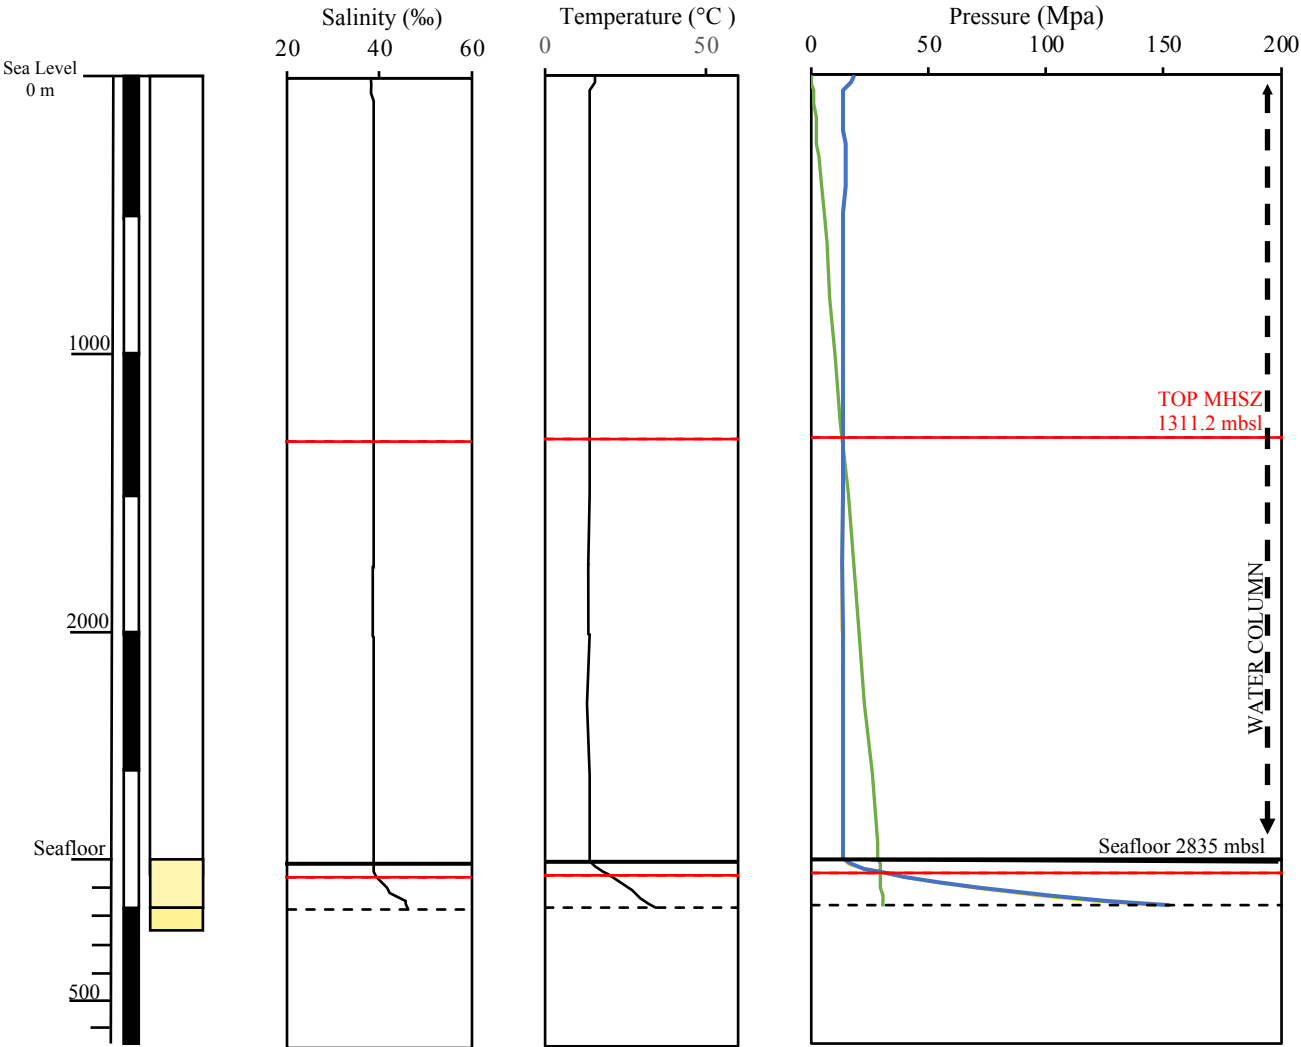 Salinity (‰)
20 40 60
Temperature (°C )
0 50
Pressure (Mpa)
0 50 100 150 200
Sea Level
0 m
1000
TOP MHSZ
1311.2 mbsl
2000
WATER COLUMN
Seafloor
Seafloor 2835 mbsl
500